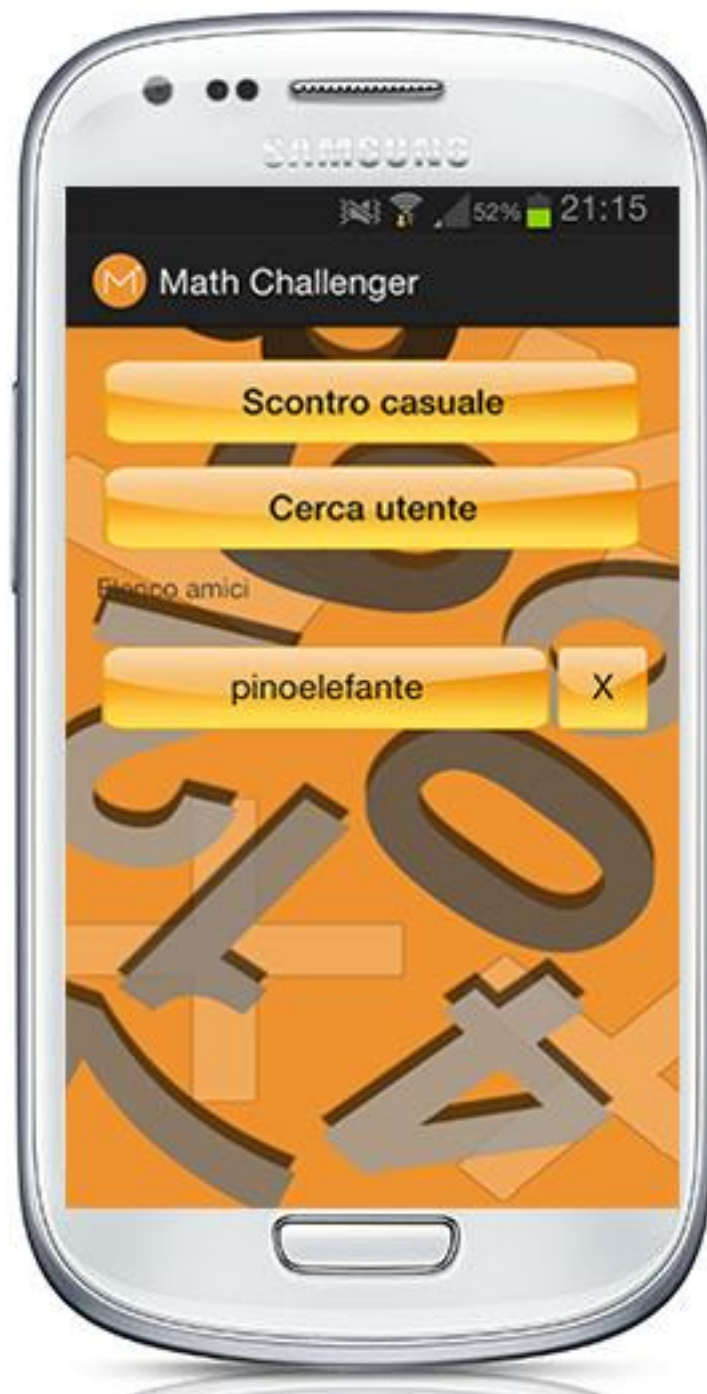 SAMSUNG
52% 21:15
Math Challenger
Scontro casuale
Cerca utente
Elenco amici
pinoelefante X